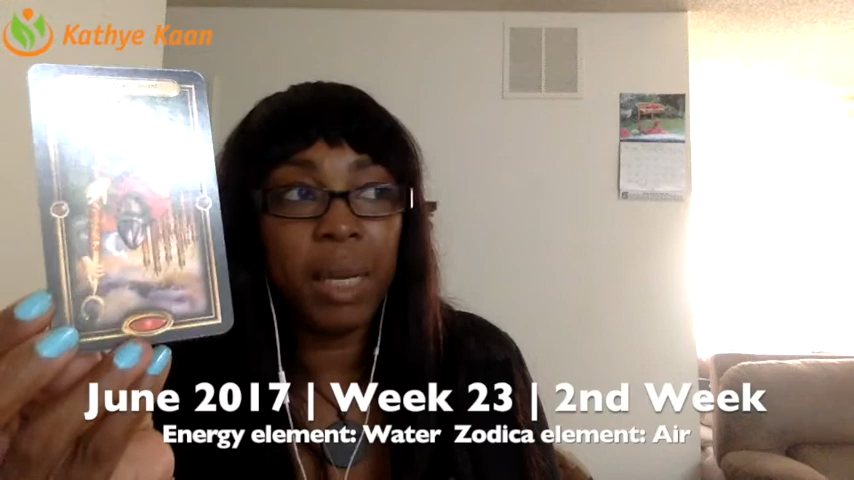 Kathye Kaan
June 2017 | Week 23 | 2nd Week
Energy element: Water Zodica element: Air